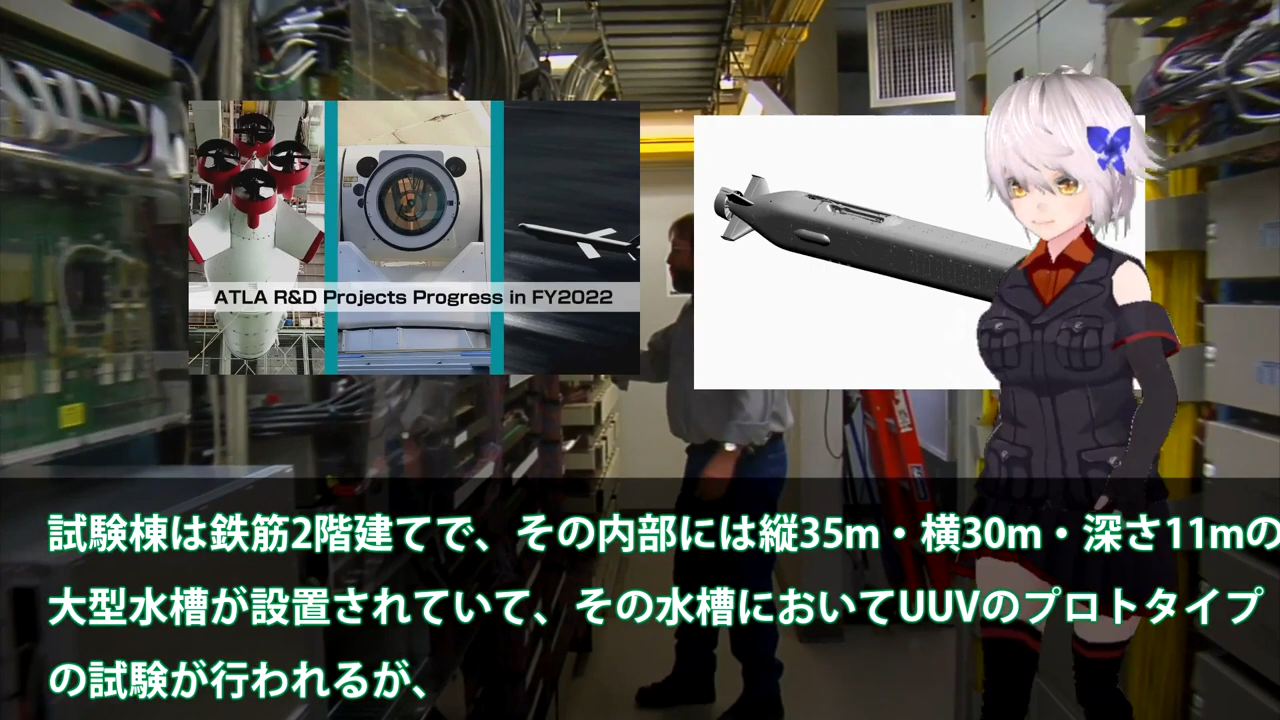 ATLA R&D Projects Progress in FY2022
試験棟は鉄筋2階建てで、その内部には縦35m・横30m・深さ11mの
大型水槽が設置されていて、その水槽においてUUVのプロトタイプ
の試験が行われるが、